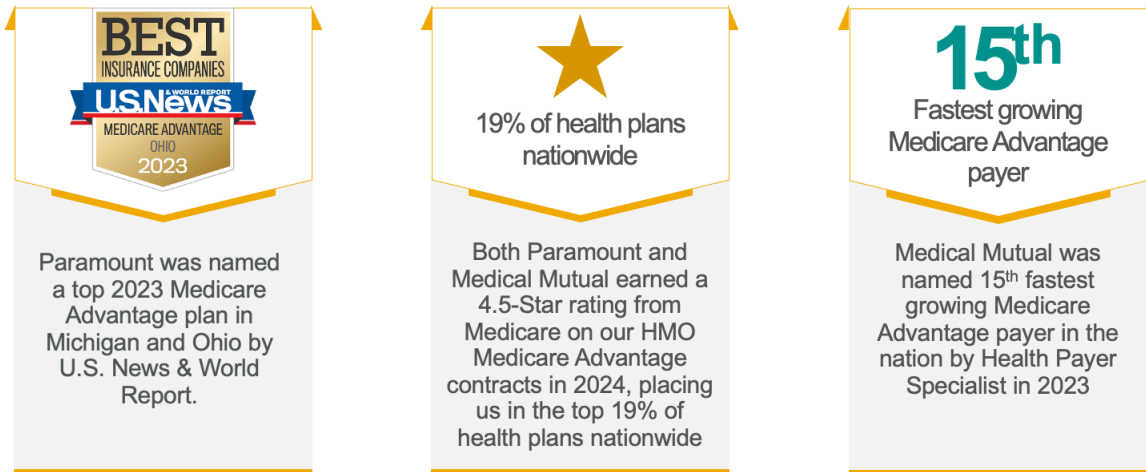 BEST
INSURANCE COMPANIES
U.S.News
& WORLD REPORT
MEDICARE ADVANTAGE
OHIO
2023
Paramount was named
a top 2023 Medicare
Advantage plan in
Michigan and Ohio by
U.S. News & World
Report.
19% of health plans
nationwide
Both Paramount and
Medical Mutual earned a
4.5-Star rating from
Medicare on our HMO
Medicare Advantage
contracts in 2024, placing
us in the top 19% of
health plans nationwide
15th
Fastest growing
Medicare Advantage
payer
Medical Mutual was
named 15th fastest
growing Medicare
Advantage payer in the
nation by Health Payer
Specialist in 2023